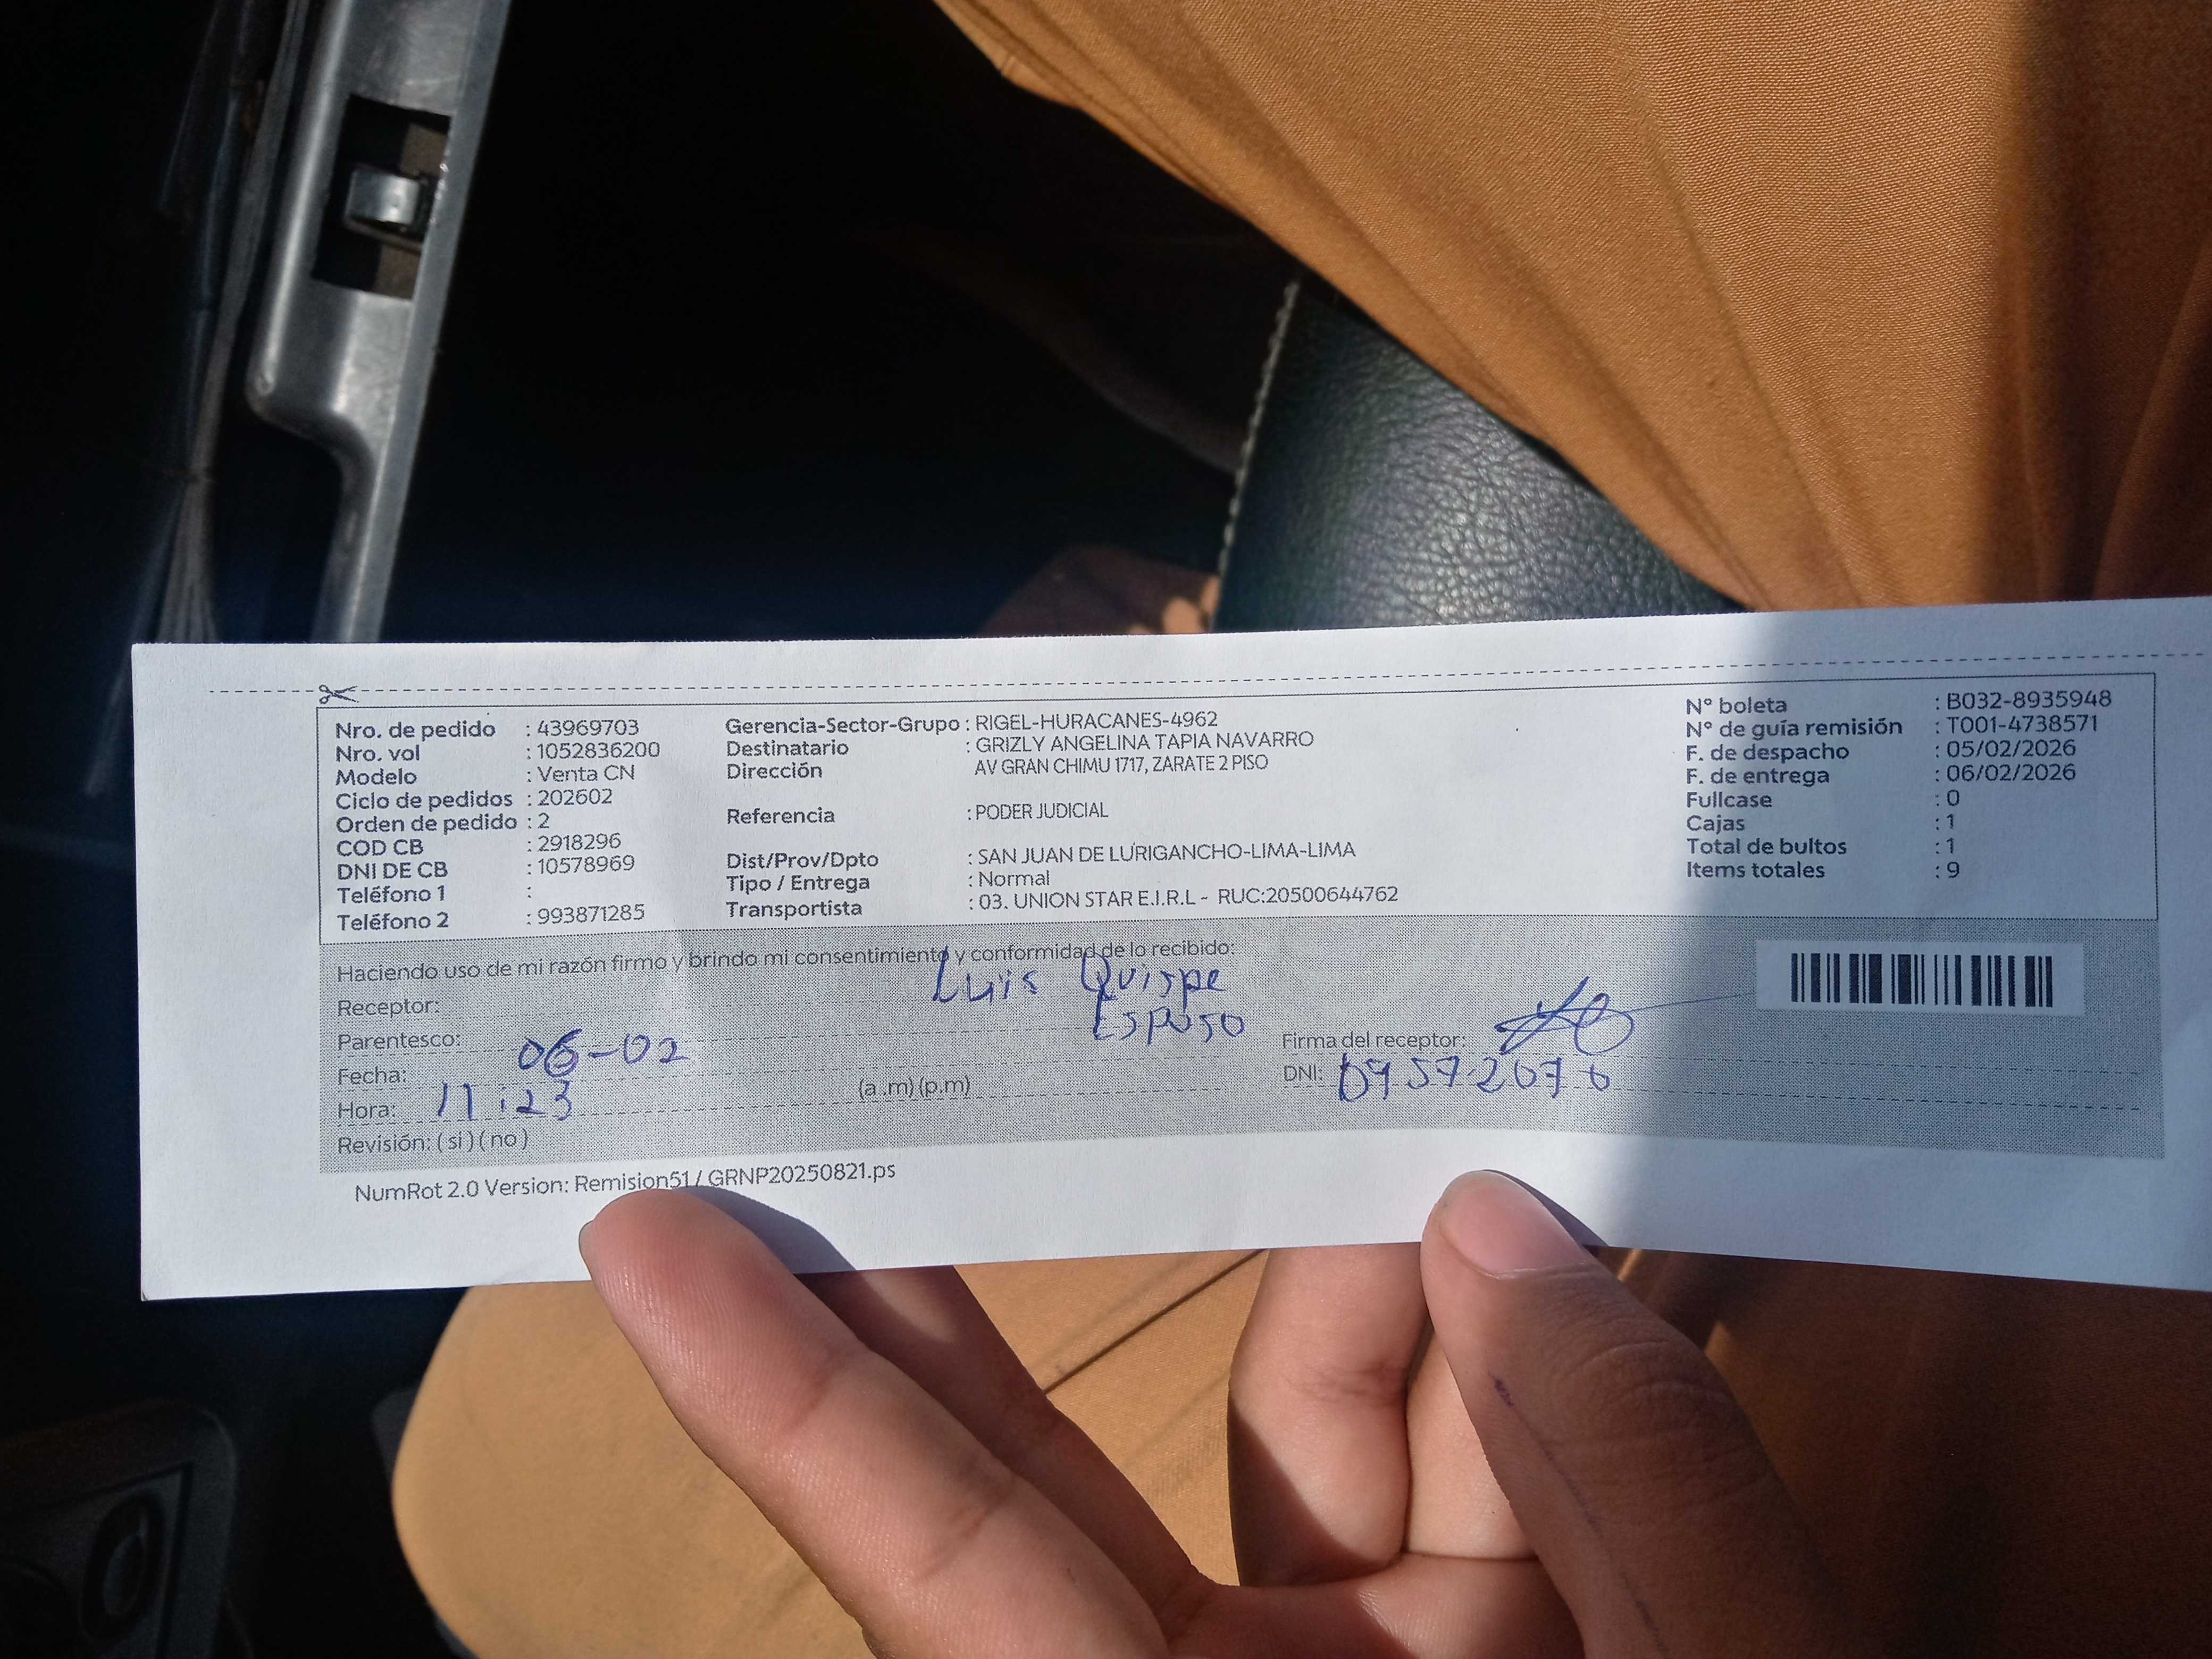 Nro. de pedido : 43969703
Nro. vol : 1052836200
Modelo : Venta CN
Ciclo de pedidos : 202602
Orden de pedido : 2
COD CB : 2918296
DNI DE CB : 10578969
Teléfono 1 :
Teléfono 2 : 993871285
Gerencia-Sector-Grupo : RIGEL-HURACANES-4962
Destinatario : GRIZLY ANGELINA TAPIA NAVARRO
Dirección AV GRAN CHIMU 1717, ZARATE 2 PISO
Referencia : PODER JUDICIAL
Dist/Prov/Dpto : SAN JUAN DE LURIGANCHO-LIMA-LIMA
Tipo / Entrega : Normal
Transportista : 03. UNION STAR E.I.R.L - RUC:20500644762
N° boleta : B032-8935948
N° de guía remisión : T001-4738571
F. de despacho : 05/02/2026
F. de entrega : 06/02/2026
Fullcase : 0
Cajas : 1
Total de bultos : 1
Items totales : 9
Haciendo uso de mi razón firmo y brindo mi consentimiento y conformidad de lo recibido:
Receptor: Luis Quispe
Parentesco: Esposo
Fecha: 06-02
Hora: 11:23 (a .m) (p.m)
Revisión: ( si ) ( no )
Firma del receptor:
DNI:
NumRot 2.0 Version: Remision51/ GRNP20250821.ps